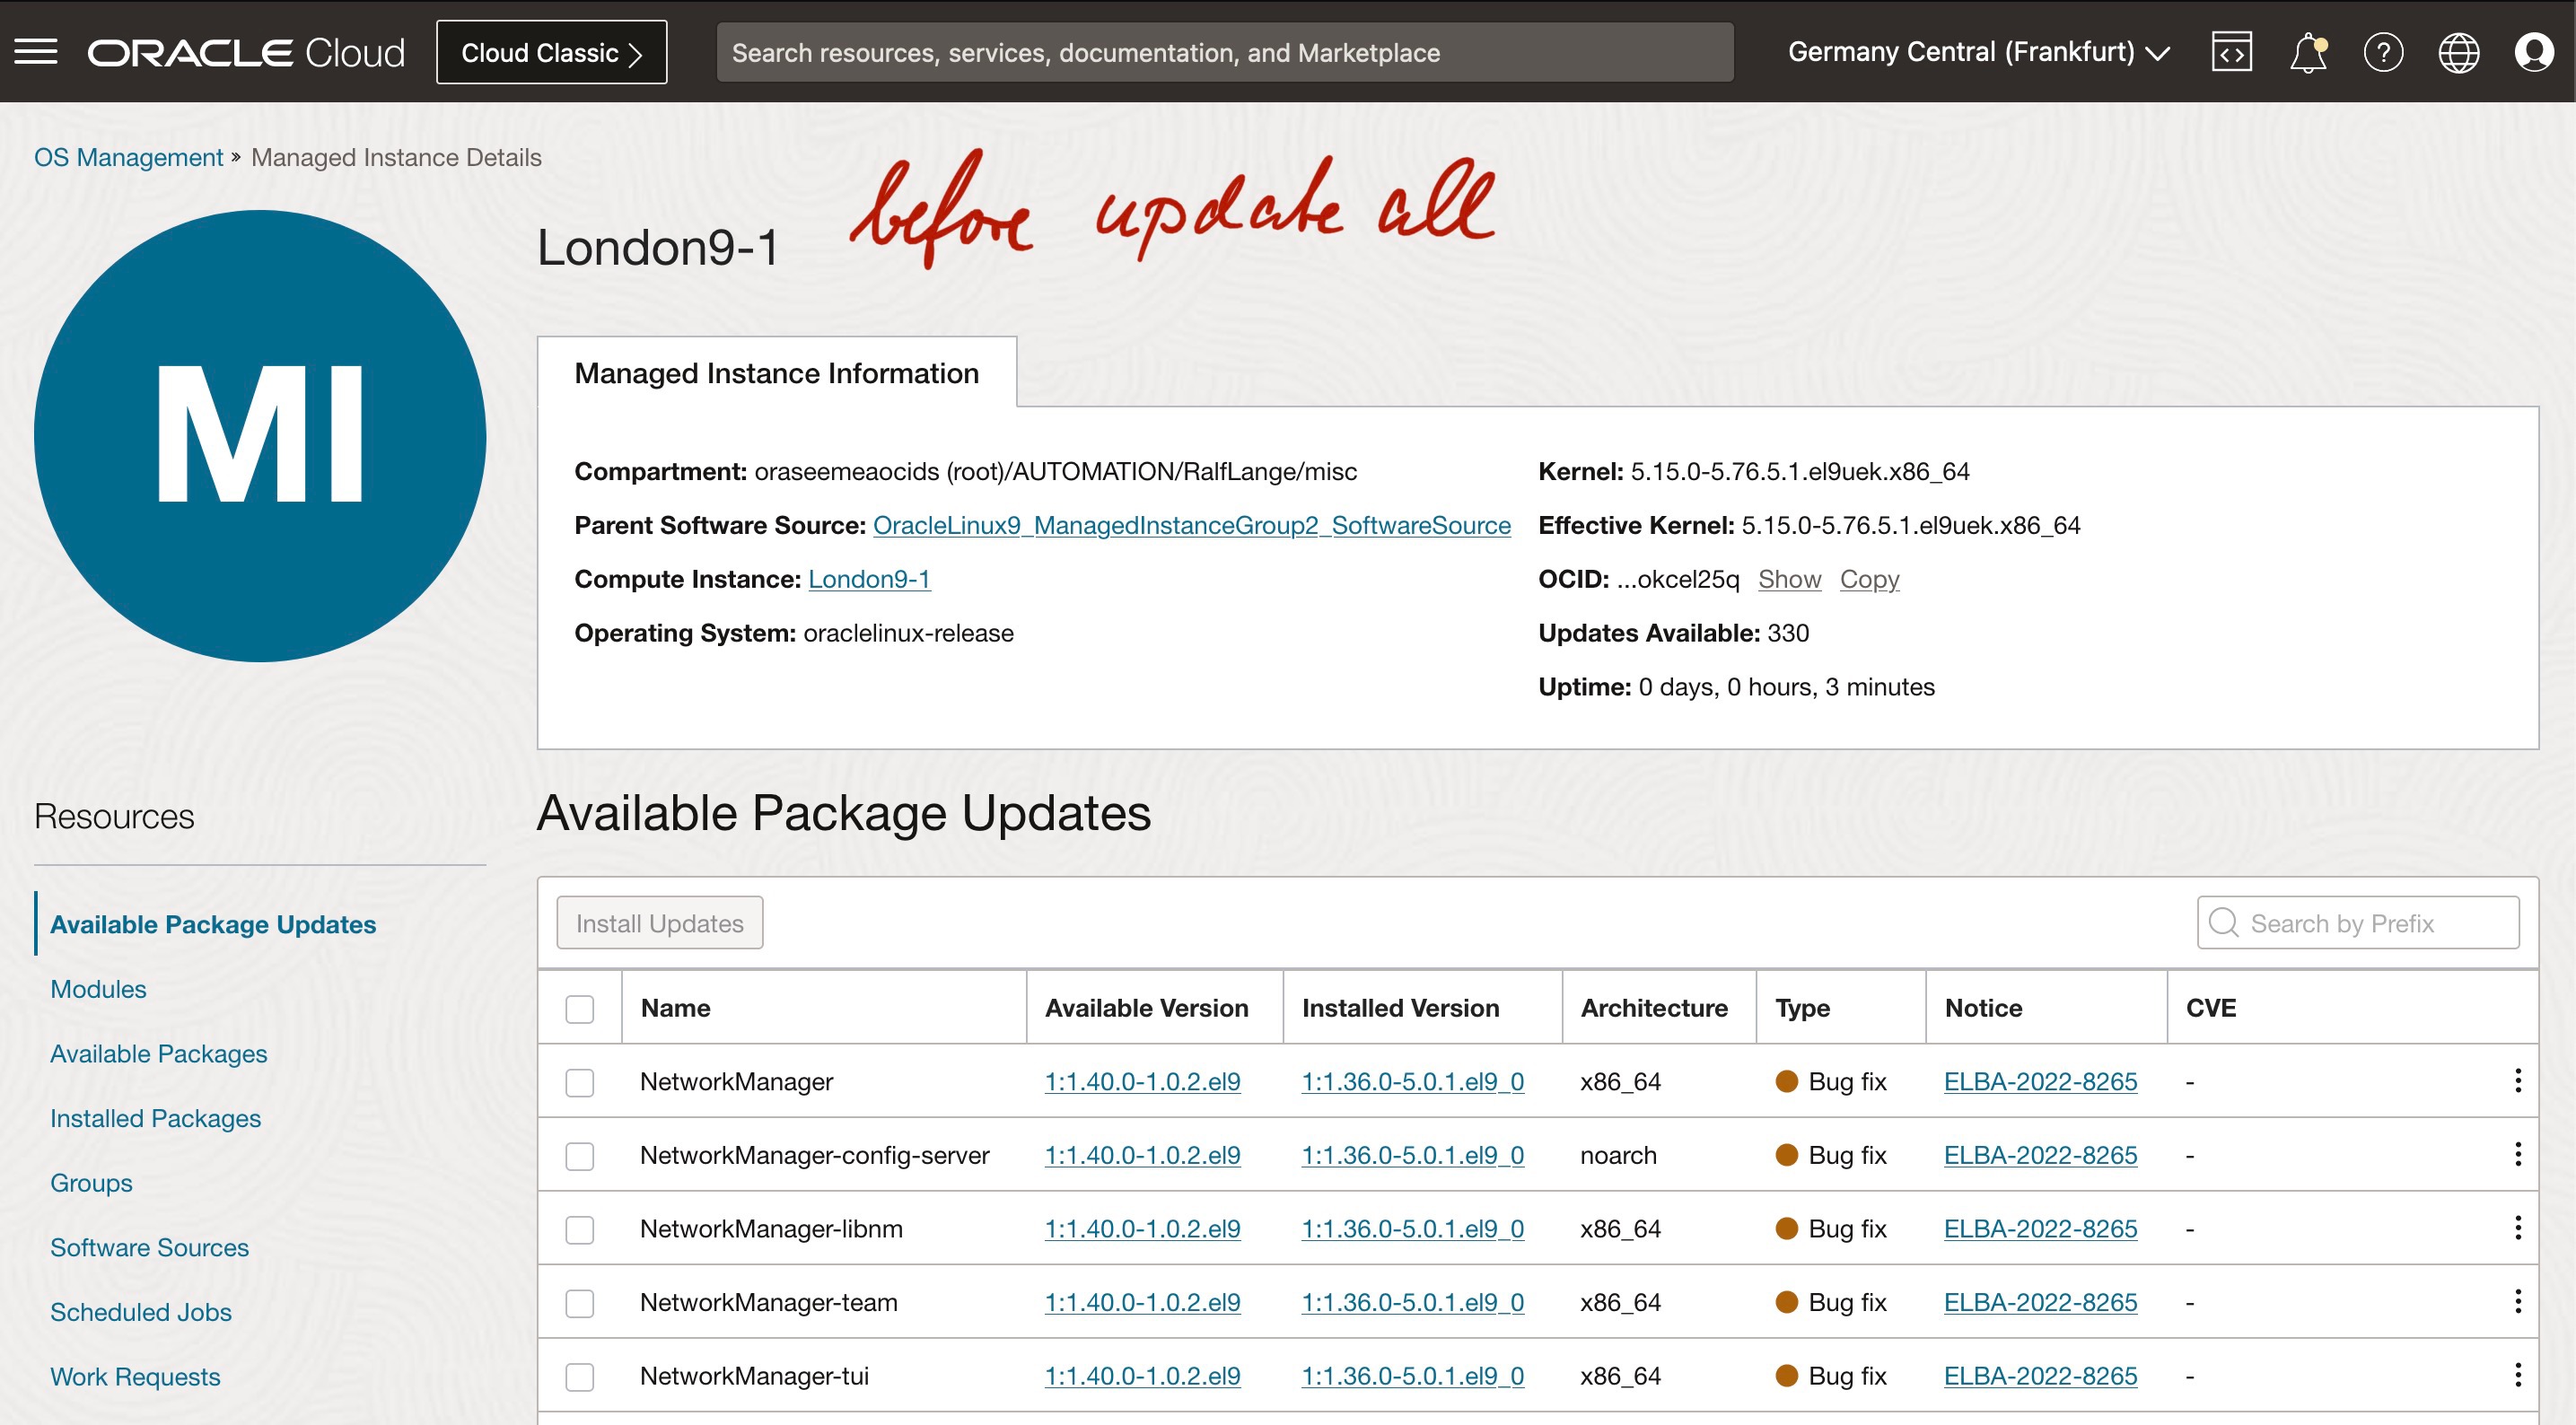 ORACLE Cloud
Cloud Classic
Search resources, services, documentation, and Marketplace
Germany Central (Frankfurt)
OS Management » Managed Instance Details
before update all
London9-1
MI
Managed Instance Information
Compartment: oraseemeaocids (root)/AUTOMATION/RalfLange/misc
Parent Software Source: OracleLinux9_ManagedInstanceGroup2_SoftwareSource
Compute Instance: London9-1
Operating System: oraclelinux-release
Kernel: 5.15.0-5.76.5.1.el9uek.x86_64
Effective Kernel: 5.15.0-5.76.5.1.el9uek.x86_64
OCID: ...okcel25q Show Copy
Updates Available: 330
Uptime: 0 days, 0 hours, 3 minutes
Resources
Available Package Updates
Modules
Available Packages
Installed Packages
Groups
Software Sources
Scheduled Jobs
Work Requests
Available Package Updates
Install Updates
Search by Prefix
Name Available Version Installed Version Architecture Type Notice CVE
NetworkManager 1:1.40.0-1.0.2.el9 1:1.36.0-5.0.1.el9_0 x86_64 Bug fix ELBA-2022-8265 -
NetworkManager-config-server 1:1.40.0-1.0.2.el9 1:1.36.0-5.0.1.el9_0 noarch Bug fix ELBA-2022-8265 -
NetworkManager-libnm 1:1.40.0-1.0.2.el9 1:1.36.0-5.0.1.el9_0 x86_64 Bug fix ELBA-2022-8265 -
NetworkManager-team 1:1.40.0-1.0.2.el9 1:1.36.0-5.0.1.el9_0 x86_64 Bug fix ELBA-2022-8265 -
NetworkManager-tui 1:1.40.0-1.0.2.el9 1:1.36.0-5.0.1.el9_0 x86_64 Bug fix ELBA-2022-8265 -